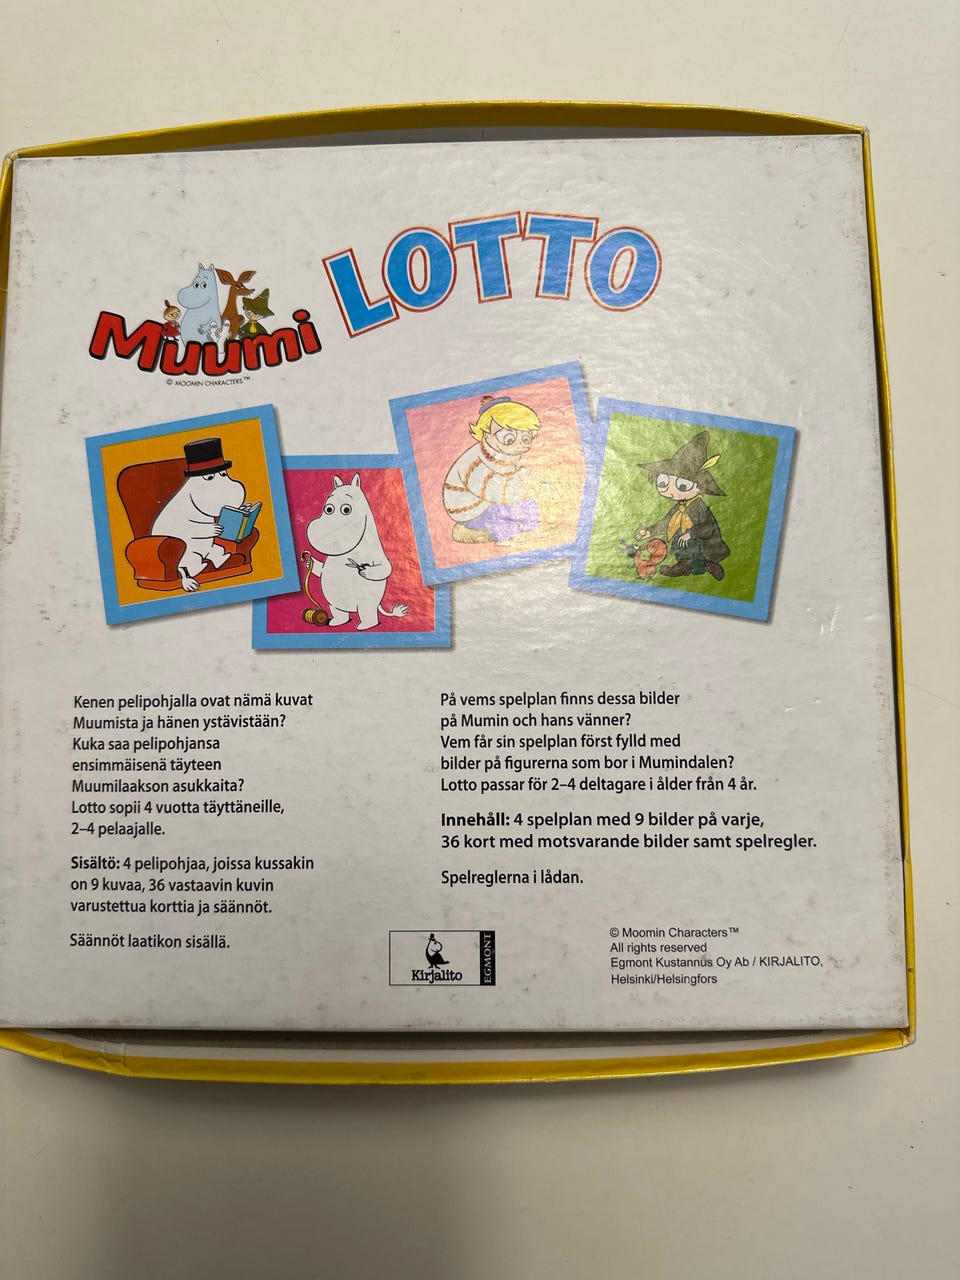 LOTTO
Muumi
© MOOMIN CHARACTERS™
Kenen pelipohjalla ovat nämä kuvat
Muumista ja hänen ystävistään?
Kuka saa pelipohjansa
ensimmäisenä täyteen
Muumilaakson asukkaita?
Lotto sopii 4 vuotta täyttäneille,
2–4 pelaajalle.
Sisältö: 4 pelipohjaa, joissa kussakin
on 9 kuvaa, 36 vastaavin kuvin
varustettua korttia ja säännöt.
Säännöt laatikon sisällä.
På vems spelplan finns dessa bilder
på Mumin och hans vänner?
Vem får sin spelplan först fylld med
bilder på figurerna som bor i Mumindalen?
Lotto passar för 2–4 deltagare i ålder från 4 år.
Innehåll: 4 spelplan med 9 bilder på varje,
36 kort med motsvarande bilder samt spelregler.
Spelreglerna i lådan.
Kirjalito
EGMONT
© Moomin Characters™
All rights reserved
Egmont Kustannus Oy Ab / KIRJALITO,
Helsinki/Helsingfors